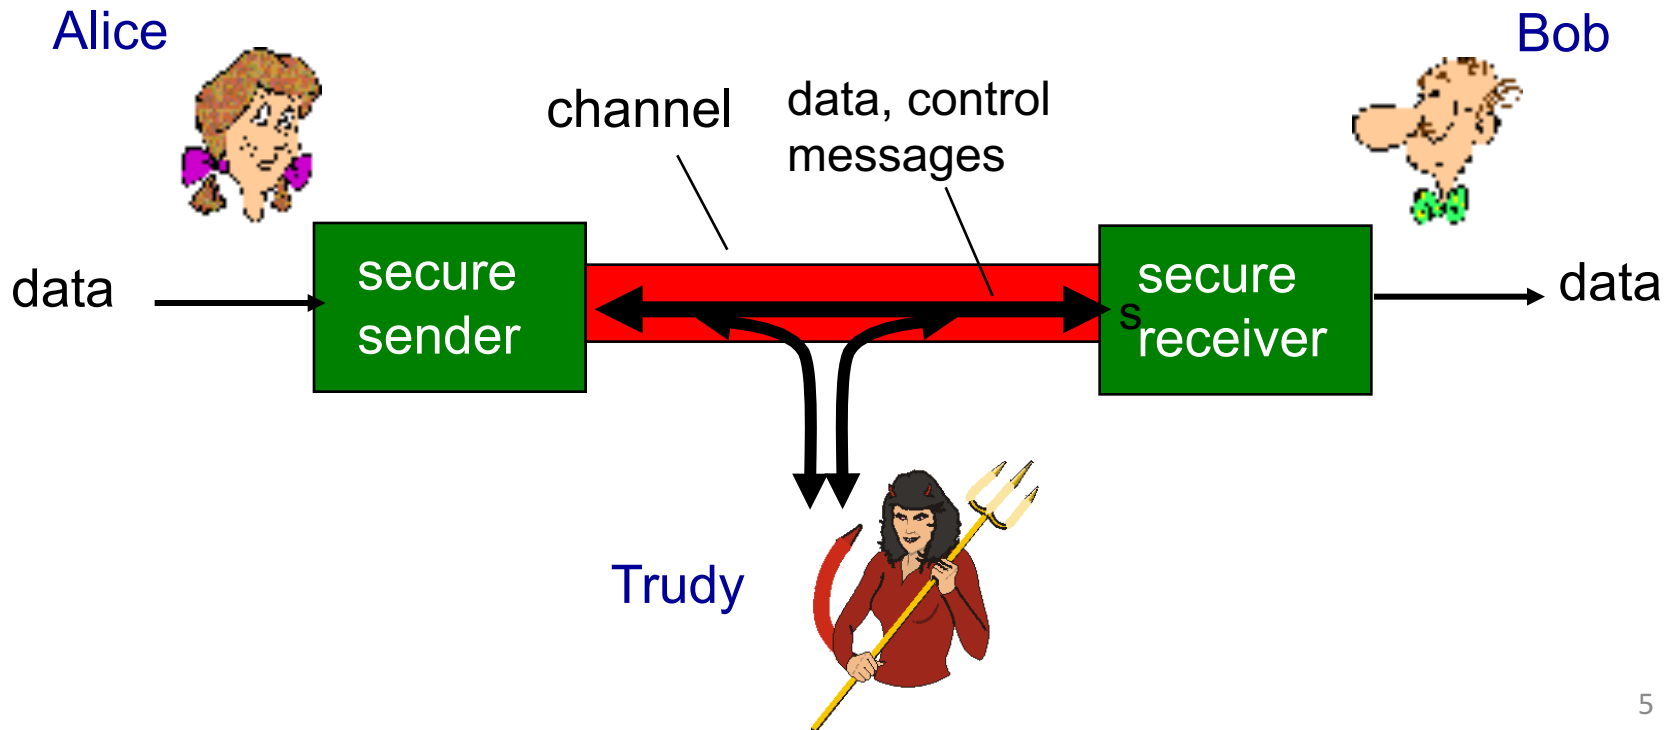 Alice
Bob
channel
data, control
messages
data
secure
sender
s
secure
receiver
data
Trudy
5